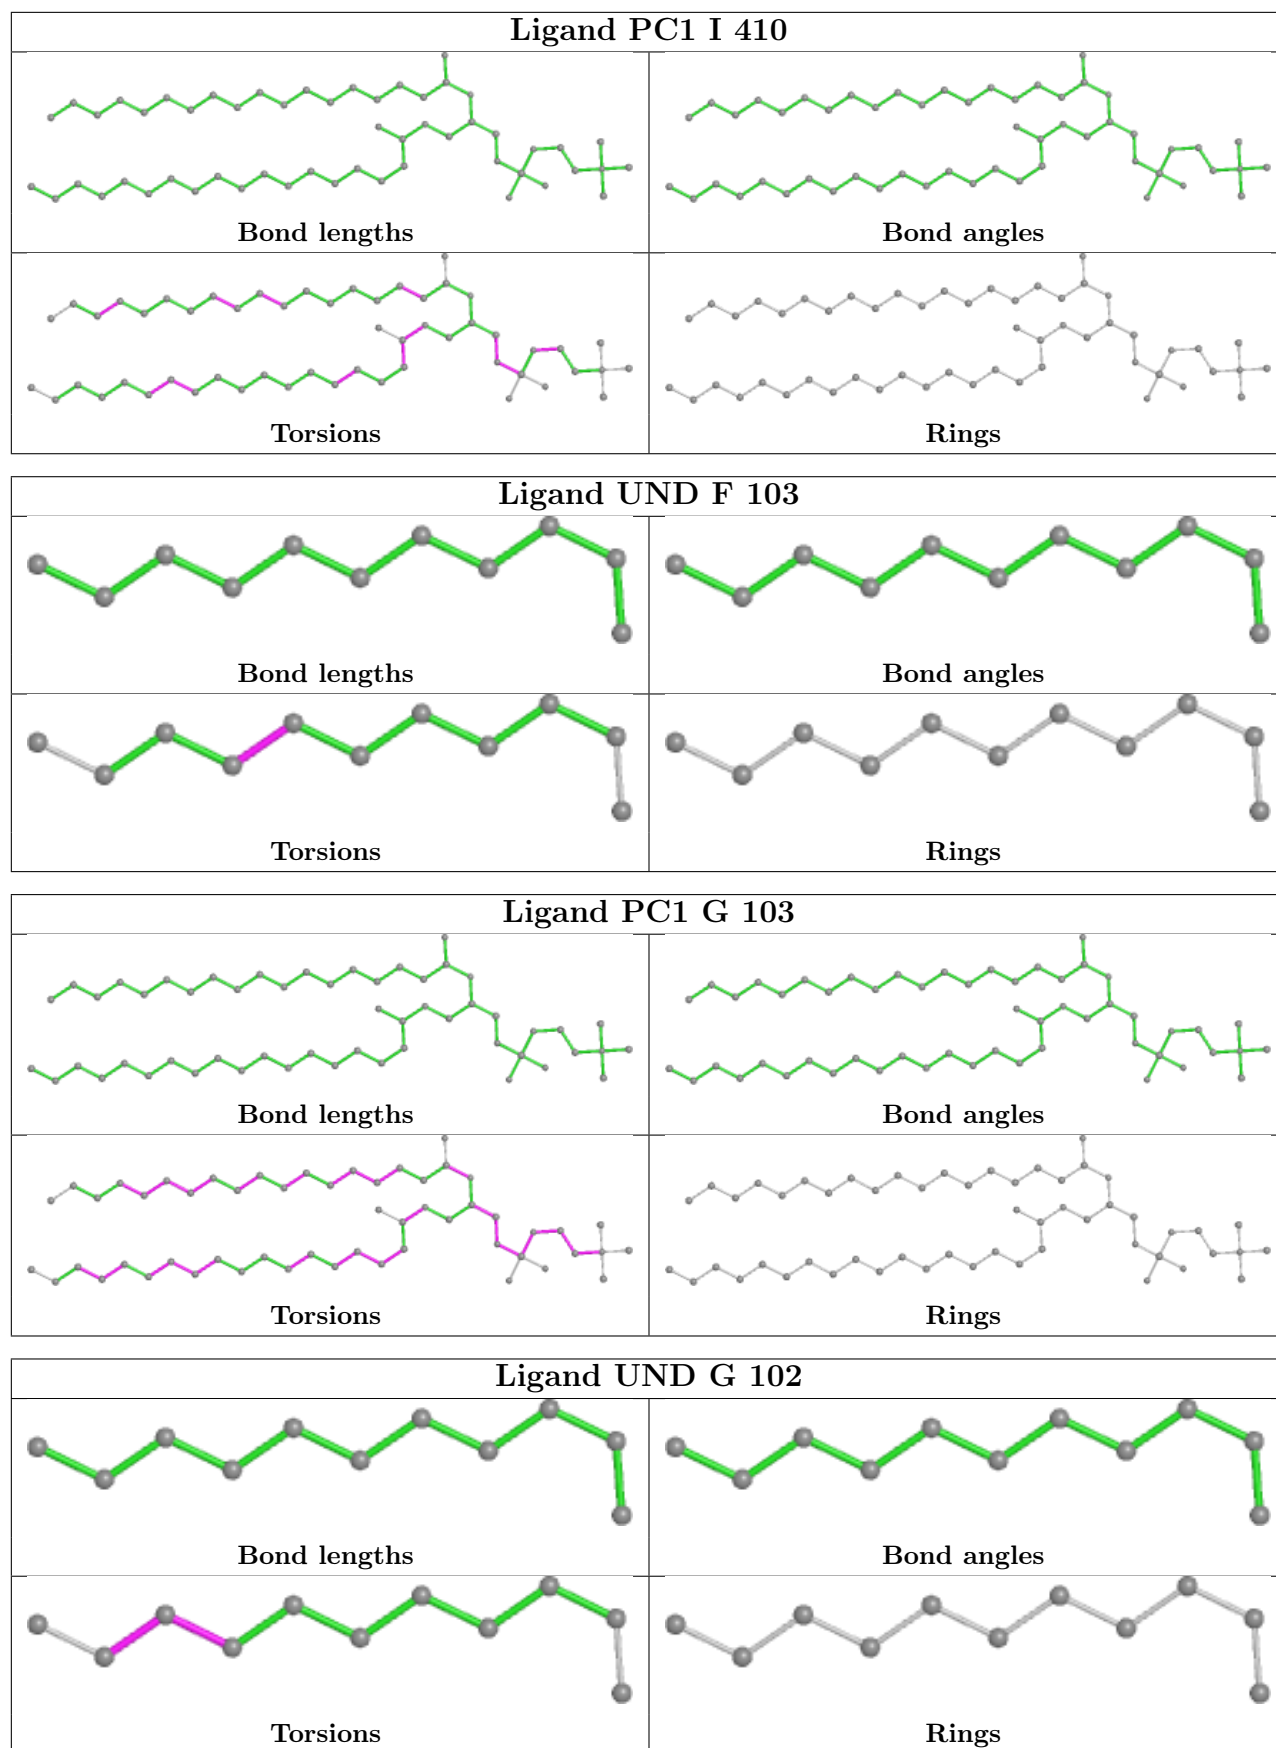 Ligand PC1 I 410
Bond lengths
Bond angles
Torsions
Rings
Ligand UND F 103
Bond lengths
Bond angles
Torsions
Rings
Ligand PC1 G 103
Bond lengths
Bond angles
Torsions
Rings
Ligand UND G 102
Bond lengths
Bond angles
Torsions
Rings